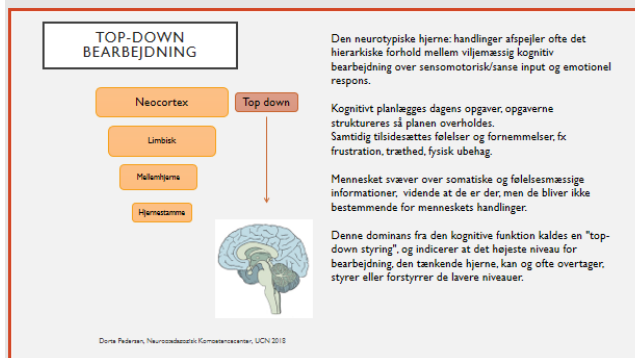 TOP-DOWN
BEARBEJDNING
Neocortex
Top down
Limbisk
Mellemhjerne
Hjernestamme
Den neurotypiske hjerne: handlinger afspejler ofte det
hierarkiske forhold mellem viljemæssig kognitiv
bearbejdning over sensomotorisk/sanse input og emotionel
respons.
Kognitivt planlægges dagens opgaver, opgaverne
struktureres så planen overholdes.
Samtidig tilsidesættes følelser og fornemmelser, fx
frustration, træthed, fysisk ubehag.
Mennesket svæver over somatiske og følelsesmæssige
informationer, vidende at de er der, men de bliver ikke
bestemmende for menneskets handlinger.
Denne dominans fra den kognitive funktion kaldes en "top-
down styring", og indicerer at det højeste niveau for
bearbejdning, den tænkende hjerne, kan og ofte overtager,
styrer eller forstyrrer de lavere niveauer.
Dorte Pedersen, Neuropædagogisk Kompetencecenter, UCN 2018